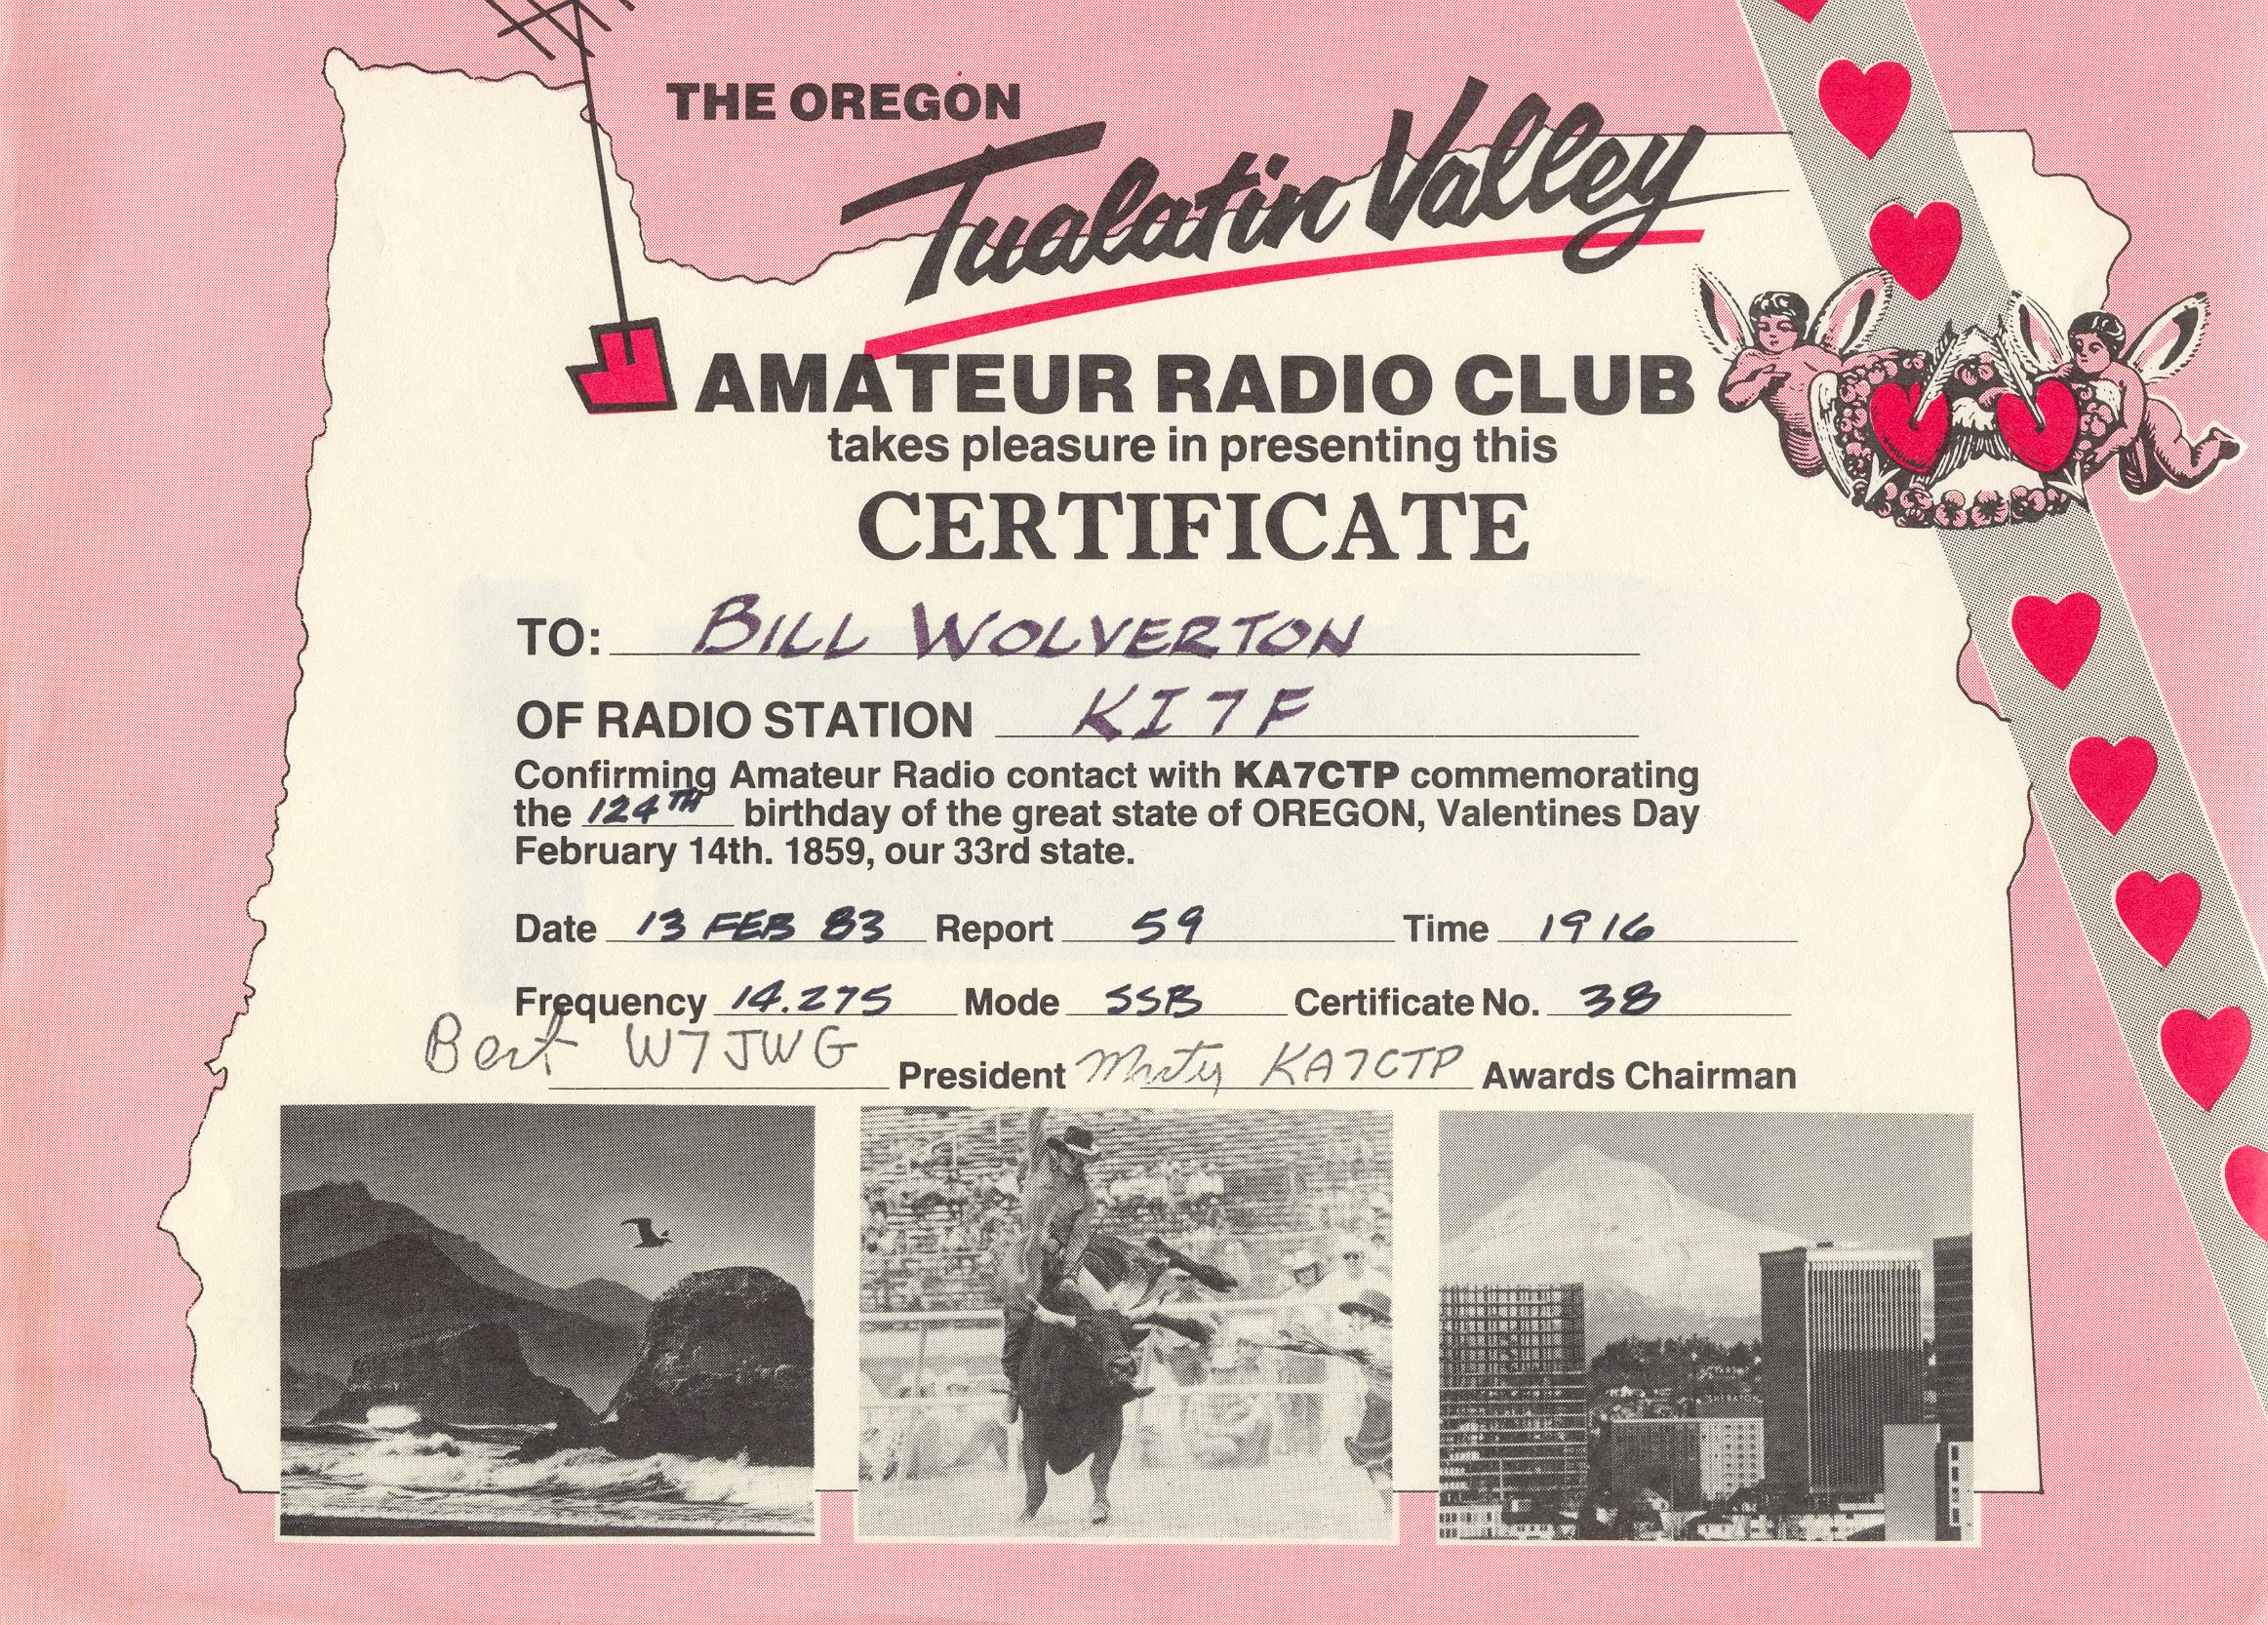 THE OREGON
Tualatin Valley
AMATEUR RADIO CLUB
takes pleasure in presenting this
CERTIFICATE
TO: BILL WOLVERTON
OF RADIO STATION KI7F
Confirming Amateur Radio contact with KA7CTP commemorating
the 124TH birthday of the great state of OREGON, Valentines Day
February 14th. 1859, our 33rd state.
Date 13 FEB 83 Report 59 Time 1916
Frequency 14.275 Mode SSB Certificate No. 38
Bert W7JWG President Marty KA7CTP Awards Chairman
SHERATON